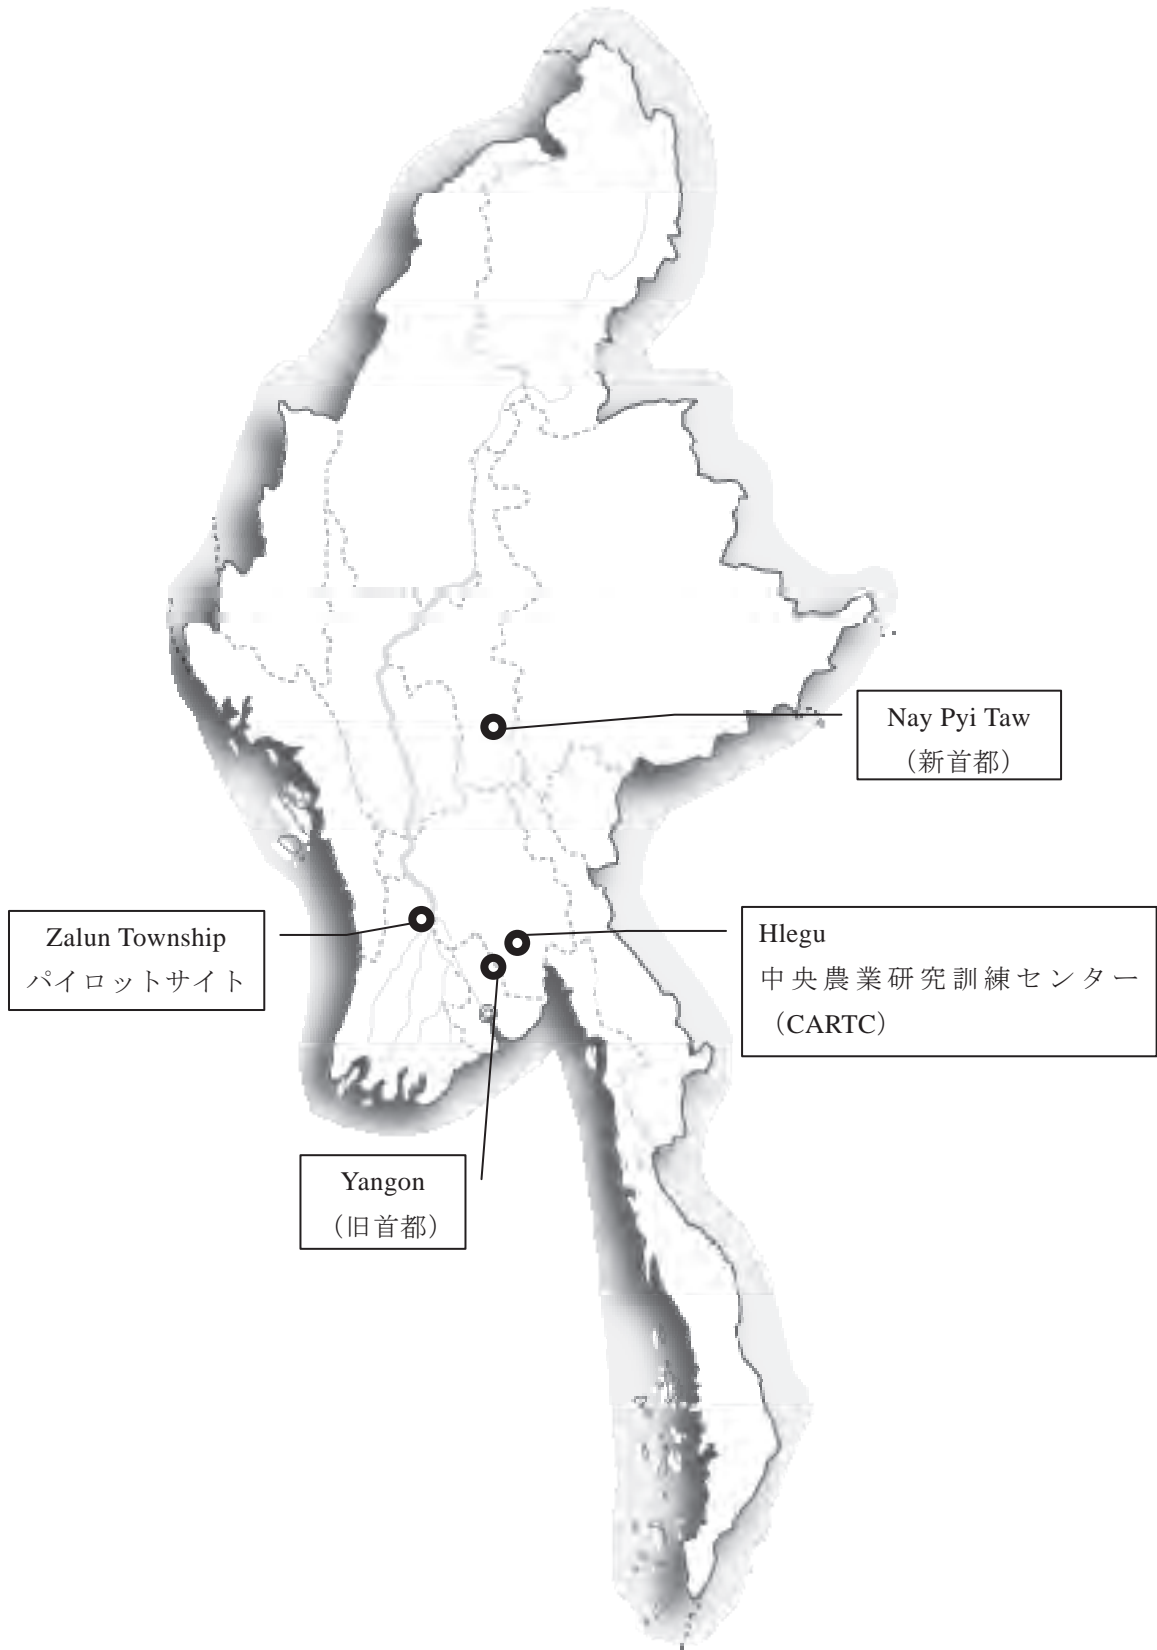 Nay Pyi Taw
（新首都）
Zalun Township
パイロットサイト
Hlegu
中央農業研究訓練センター
（CARTC）
Yangon
（旧首都）